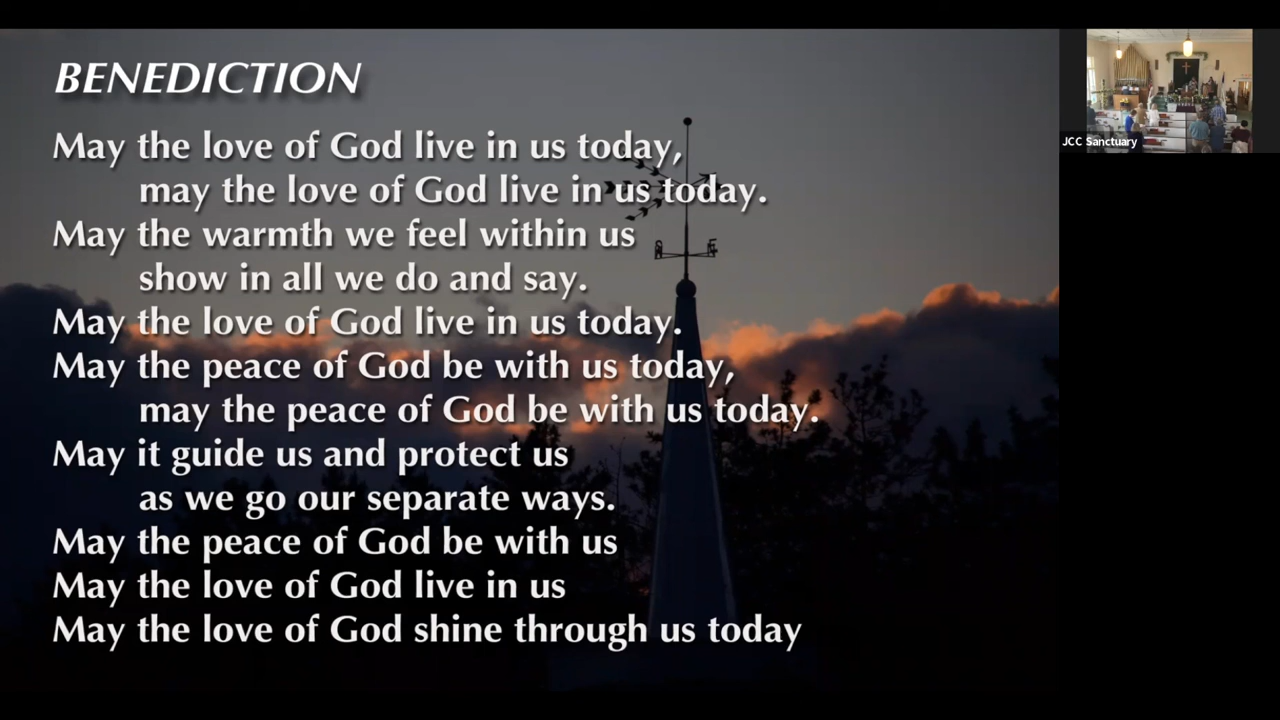 BENEDICTION
May the love of God live in us today,
may the love of God live in us today.
May the warmth we feel within us
show in all we do and say.
May the love of God live in us today.
May the peace of God be with us today,
may the peace of God be with us today.
May it guide us and protect us
as we go our separate ways.
May the peace of God be with us
May the love of God live in us
May the love of God shine through us today
JCC Sanctuary